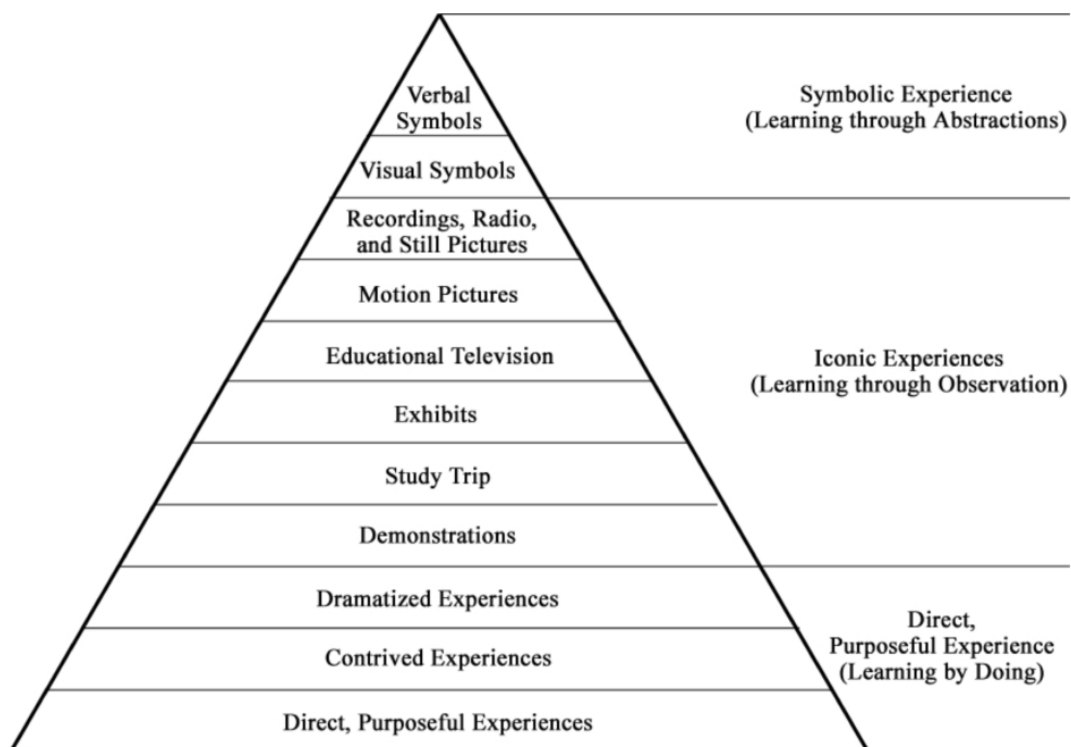 Verbal
Symbols
Symbolic Experience
(Learning through Abstractions)
Visual Symbols
Recordings, Radio,
and Still Pictures
Motion Pictures
Educational Television
Iconic Experiences
(Learning through Observation)
Exhibits
Study Trip
Demonstrations
Dramatized Experiences
Direct,
Purposeful Experience
(Learning by Doing)
Contrived Experiences
Direct, Purposeful Experiences